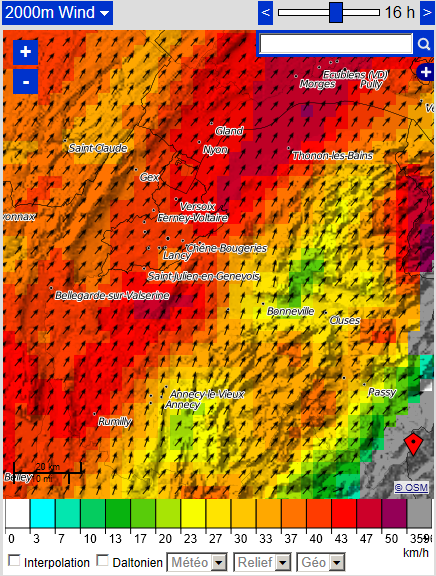 2000m Wind
< 16 h >
+
-
+
Ecublens (VD)
Morges
Pully
Gland
Nyon
Saint-Claude
Thonon-les-Bains
Gex
Versoix
Ferney-Voltaire
yonnax
Chêne-Bougeries
Lancy
Saint-Julien-en-Genevois
Bellegarde-sur-Valserine
Bonneville
Cluses
Annecy-le-Vieux
Annecy
Passy
Rumilly
Belley
20 km
© OSM
0 3 7 10 13 17 20 23 27 30 33 37 43 47 50
km/h
Interpolation Daltonien Météo Relief Géo